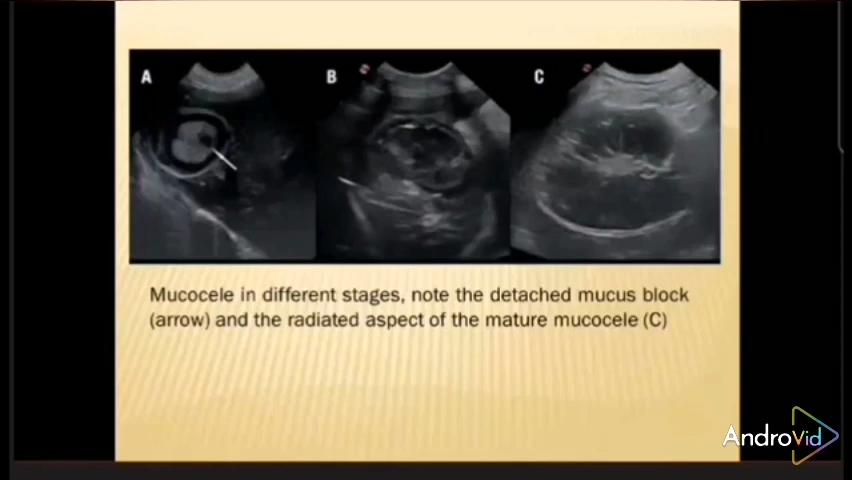 A B C
Mucocele in different stages, note the detached mucus block
(arrow) and the radiated aspect of the mature mucocele (C)
AndroVid